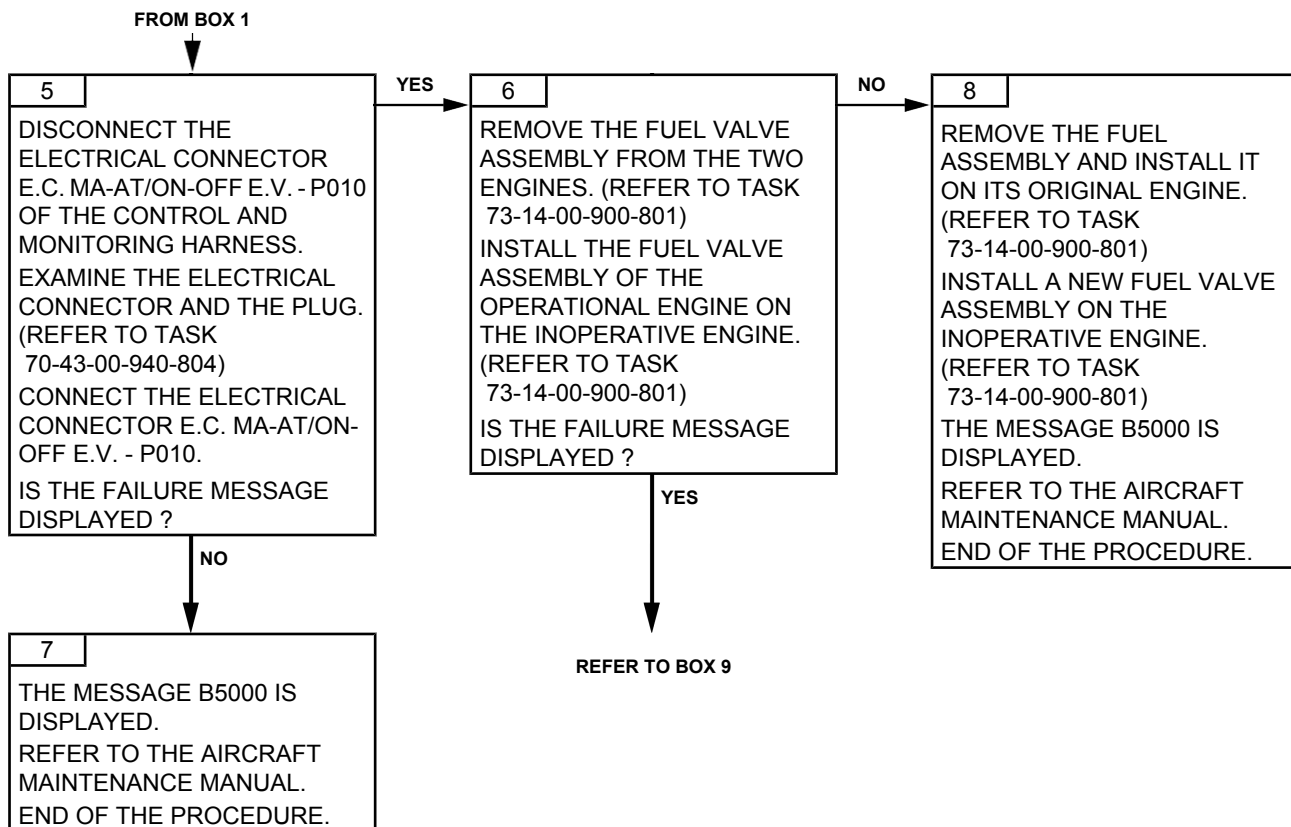 FROM BOX 1
5
DISCONNECT THE
ELECTRICAL CONNECTOR
E.C. MA-AT/ON-OFF E.V. - P010
OF THE CONTROL AND
MONITORING HARNESS.
EXAMINE THE ELECTRICAL
CONNECTOR AND THE PLUG.
(REFER TO TASK
70-43-00-940-804)
CONNECT THE ELECTRICAL
CONNECTOR E.C. MA-AT/ON-
OFF E.V. - P010.
IS THE FAILURE MESSAGE
DISPLAYED ?
YES
6
REMOVE THE FUEL VALVE
ASSEMBLY FROM THE TWO
ENGINES. (REFER TO TASK
73-14-00-900-801)
INSTALL THE FUEL VALVE
ASSEMBLY OF THE
OPERATIONAL ENGINE ON
THE INOPERATIVE ENGINE.
(REFER TO TASK
73-14-00-900-801)
IS THE FAILURE MESSAGE
DISPLAYED ?
NO
8
REMOVE THE FUEL
ASSEMBLY AND INSTALL IT
ON ITS ORIGINAL ENGINE.
(REFER TO TASK
73-14-00-900-801)
INSTALL A NEW FUEL VALVE
ASSEMBLY ON THE
INOPERATIVE ENGINE.
(REFER TO TASK
73-14-00-900-801)
THE MESSAGE B5000 IS
DISPLAYED.
REFER TO THE AIRCRAFT
MAINTENANCE MANUAL.
END OF THE PROCEDURE.
NO
7
THE MESSAGE B5000 IS
DISPLAYED.
REFER TO THE AIRCRAFT
MAINTENANCE MANUAL.
END OF THE PROCEDURE.
YES
REFER TO BOX 9